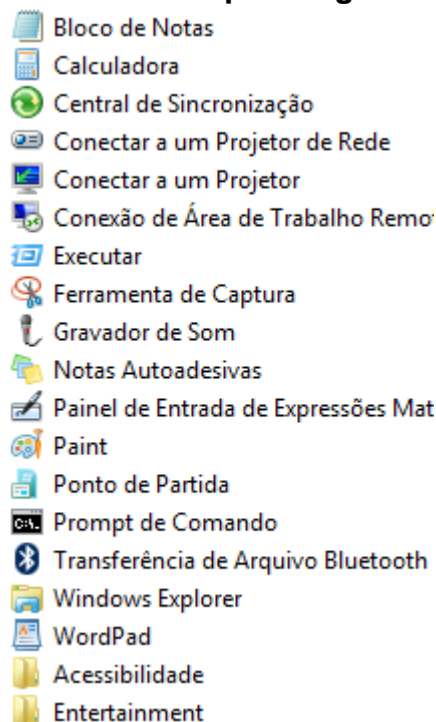 Bloco de Notas
Calculadora
Central de Sincronização
Conectar a um Projetor de Rede
Conectar a um Projetor
Conexão de Área de Trabalho Remo
Executar
Ferramenta de Captura
Gravador de Som
Notas Autoadesivas
Painel de Entrada de Expressões Mat
Paint
Ponto de Partida
C:\.
Prompt de Comando
Transferência de Arquivo Bluetooth
Windows Explorer
WordPad
Acessibilidade
Entertainment